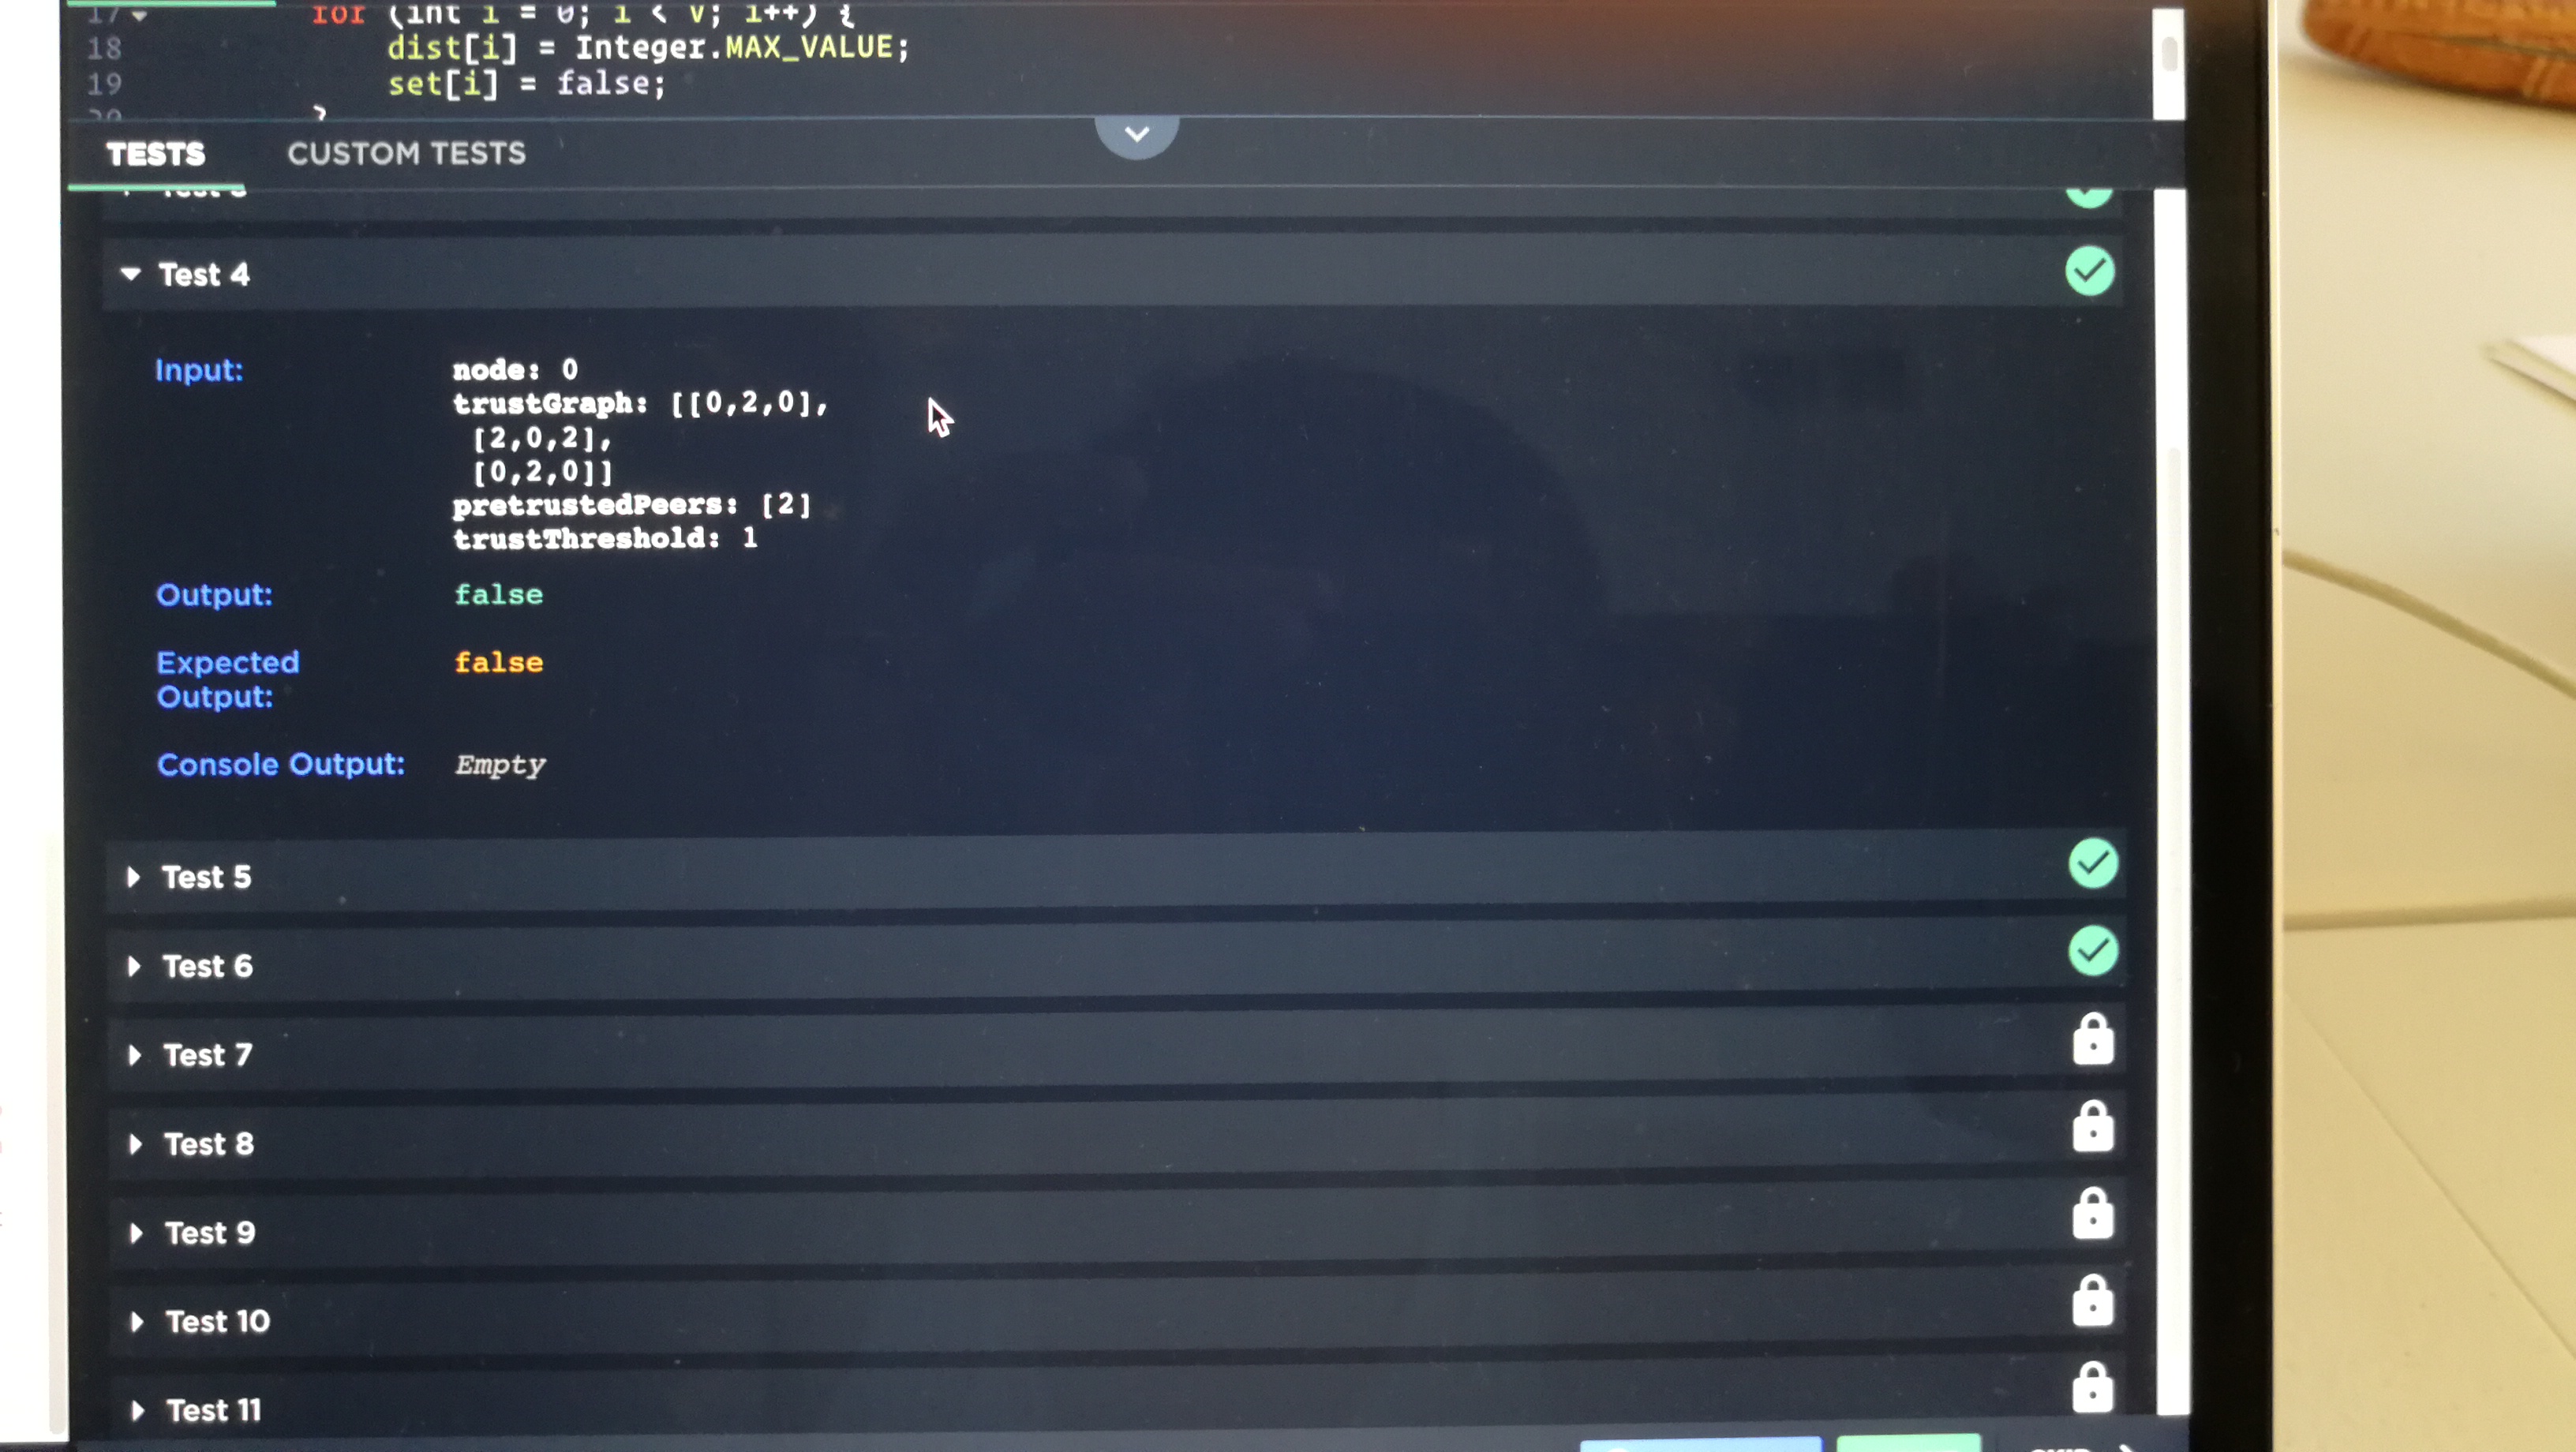 17 for (int i = 0; i < V; i++) {
18 dist[i] = Integer.MAX_VALUE;
19 set[i] = false;
20 }
TESTS CUSTOM TESTS
Test 4
Input: node: 0
trustGraph: [[0,2,0],
[2,0,2],
[0,2,0]]
pretrustedPeers: [2]
trustThreshold: 1
Output: false
Expected false
Output:
Console Output: Empty
Test 5
Test 6
Test 7
Test 8
Test 9
Test 10
Test 11